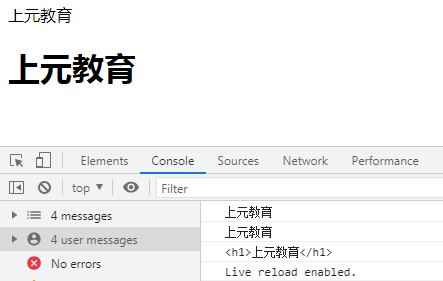 上元教育
上元教育
Elements Console Sources Network Performance
top Filter
4 messages
4 user messages
No errors
上元教育
上元教育
<h1>上元教育</h1>
Live reload enabled.